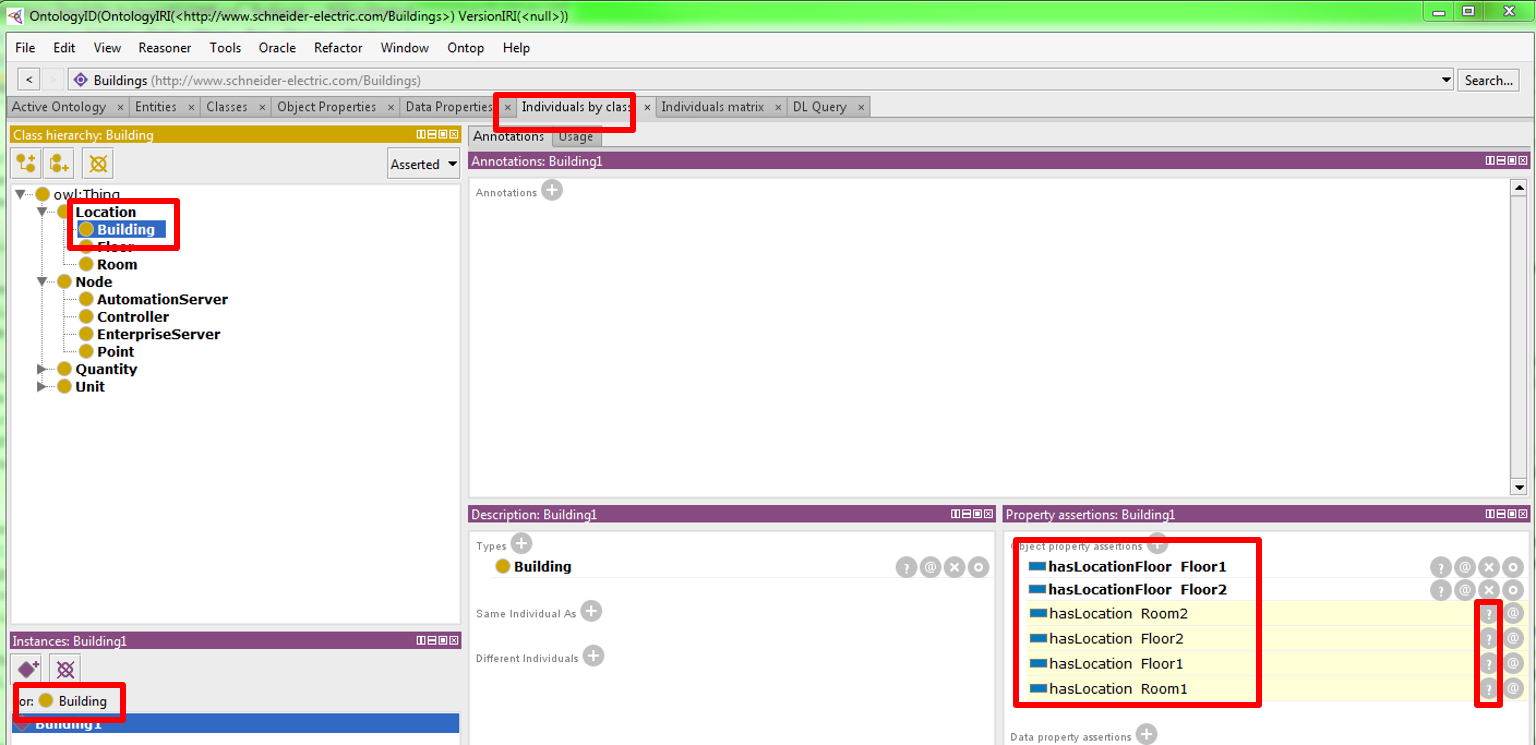 OntologyID(OntologyIRI(<http://www.schneider-electric.com/Buildings>) VersionIRI(<null>))
File Edit View Reasoner Tools Oracle Refactor Window Ontop Help
< > Buildings (http://www.schneider-electric.com/Buildings) Search...
Active Ontology × Entities × Classes × Object Properties × Data Properties × Individuals by class × Individuals matrix × DL Query ×
Class hierarchy: Building
Asserted
owl:Thing
Location
Building
Floor
Room
Node
AutomationServer
Controller
EnterpriseServer
Point
Quantity
Unit
Instances: Building1
or: Building
Building1
Annotations Usage
Annotations: Building1
Annotations
Description: Building1
Types
Building
? @
Same Individual As
Different Individuals
Property assertions: Building1
Object property assertions
hasLocationFloor Floor1 ? @
hasLocationFloor Floor2 ? @
hasLocation Room2 ? @
hasLocation Floor2 ? @
hasLocation Floor1 ? @
hasLocation Room1 ? @
Data property assertions